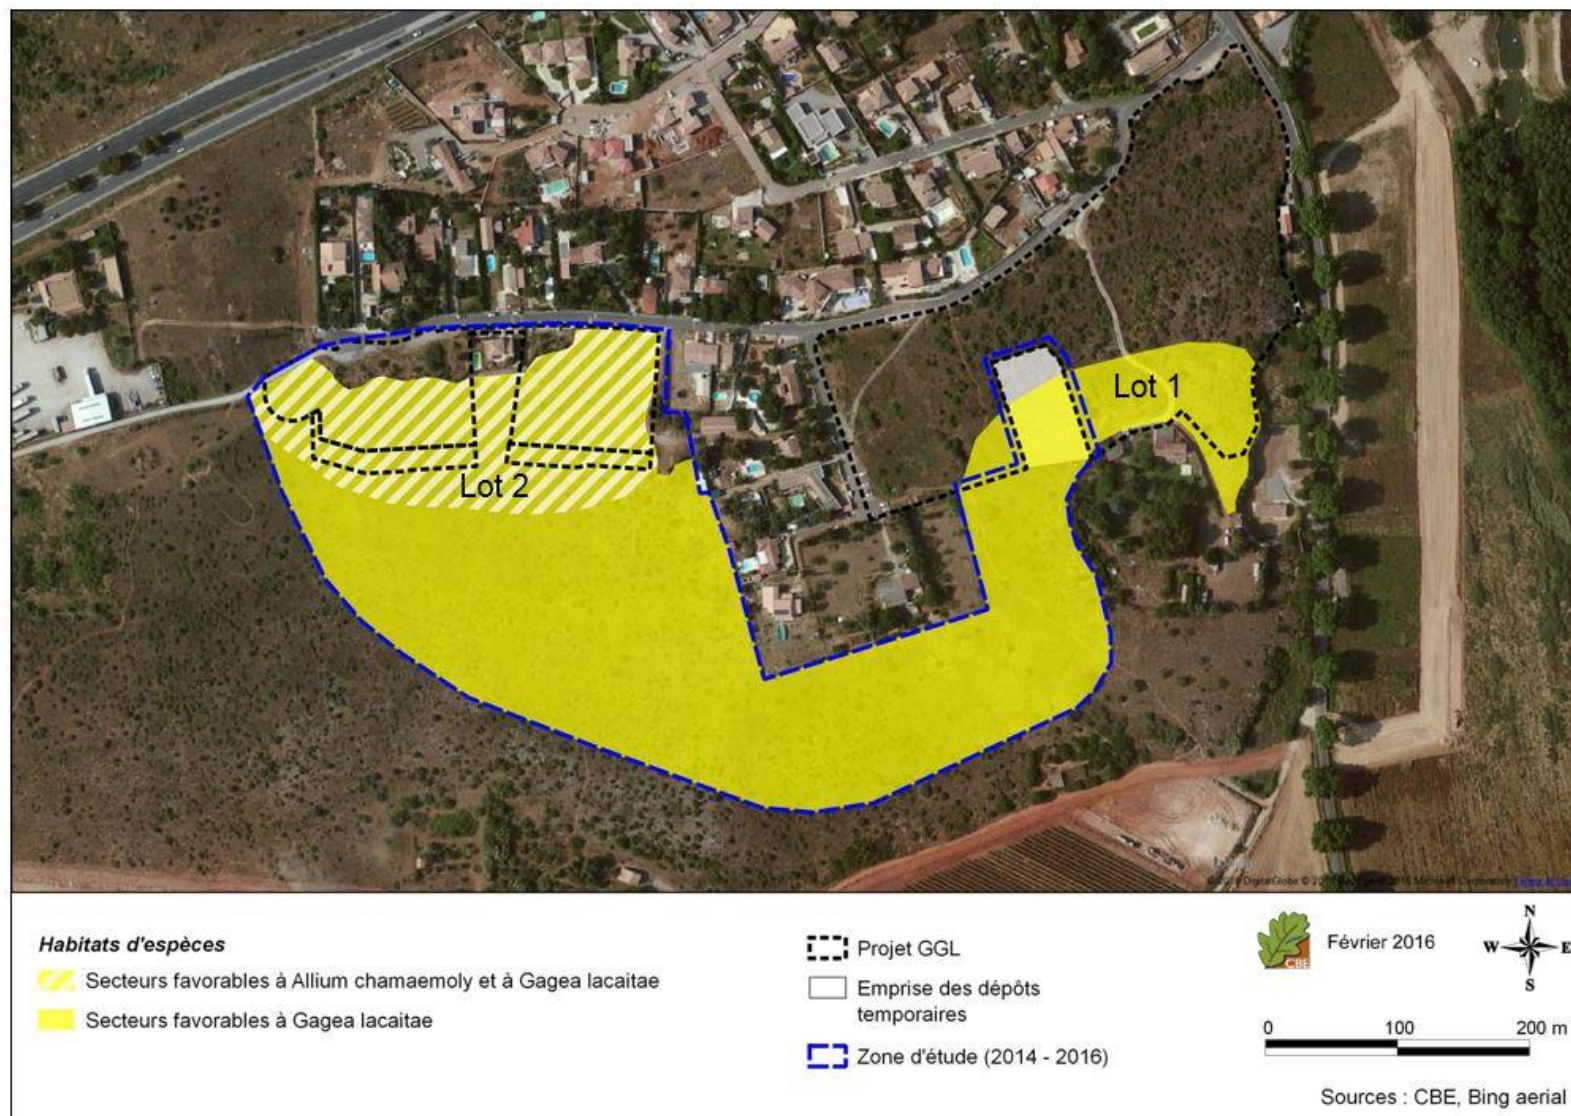 Lot 1
Lot 2
Habitats d'espèces
Secteurs favorables à Allium chamaemoly et à Gagea lacaitae
Secteurs favorables à Gagea lacaitae
Projet GGL
Emprise des dépôts
temporaires
Zone d'étude (2014 - 2016)
CBE
Février 2016
N
W E
S
0 100 200 m
Sources : CBE, Bing aerial